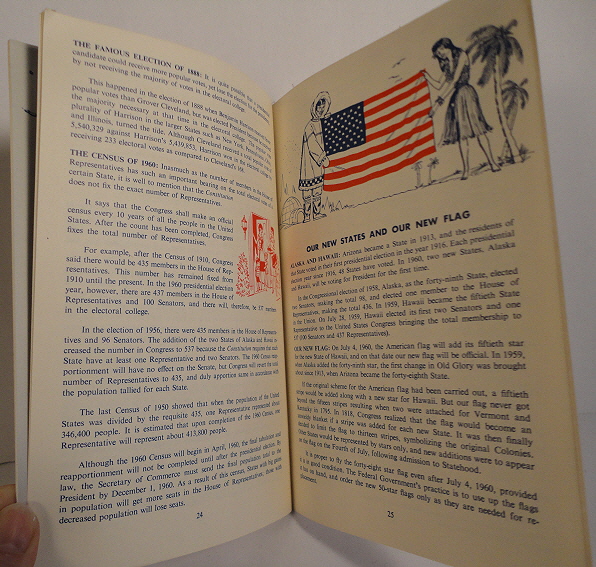 THE FAMOUS ELECTION OF 1888: It is quite possible that a
candidate could receive more popular votes, yet lose the election
by not receiving the majority of votes in the electoral college.
This happened in the election of 1888 when Benjamin
popular votes than Grover Cleveland, but was elected President
the majority necessary at that time in the electoral college. The
plurality of Harrison in the larger States such as New York,
and Illinois, turned the tide. Although Cleveland received a total
5,540,329 against Harrison's 5,439,853, Harrison won in the electoral
receiving 233 electoral votes as compared to Cleveland's 168.
THE CENSUS OF 1960: Inasmuch as the number of members in the House of
Representatives has such an important bearing on the total electoral
certain State, it is well to mention that the Constitution
does not fix the exact number of Representatives.
It says that the Congress shall make an official
census every 10 years of all the people in the United
States. After the count has been completed, Congress
fixes the total number of Representatives.
For example, after the Census of 1910, Congress
said there would be 435 members in the House of Rep-
resentatives. This number has remained fixed from
1910 until the present. In the 1960 presidential election
year, however, there are 437 members in the House of
Representatives and 100 Senators, and there will, therefore, be 537
in the electoral college.
In the election of 1956, there were 435 members in the House of Representa-
tives and 96 Senators. The addition of the two States of Alaska and Hawaii in-
creased the number in Congress to 537 because the Constitution requires that each
State have at least one Representative and two Senators. The 1960 Census reap-
portionment will have no effect on the Senate, but Congress will revert the total
number of Representatives to 435, and duly apportion same in accordance with
the population tallied for each State.
The last Census of 1950 showed that when the population of the United
States was divided by the requisite 435, one Representative represented about
346,400 people. It is estimated that upon completion of the 1960 Census, one
Representative will represent about 413,800 people.
Although the 1960 Census will begin in April, 1960, the final tabulation and
reapportionment will not be completed until after the presidential election. By
law, the Secretary of Commerce must send the final population total to the
President by December 1, 1960. As a result of this Census, States with big gains
in population will get more seats in the House of Representatives, those with
decreased population will lose seats.
24
OUR NEW STATES AND OUR NEW FLAG
ALASKA AND HAWAII: Arizona became a State in 1913, and the residents of
that State voted in their first presidential election in the year 1916. Each presidential
election year since 1916, 48 States have voted. In 1960, two new States, Alaska
and Hawaii, will be voting for President for the first time.
In the Congressional election of 1958, Alaska, as the forty-ninth State, elected
two Senators, making the total 98, and elected one member to the House of
Representatives, making the total 436. In 1959, Hawaii became the fiftieth State
in the Union. On July 28, 1959, Hawaii elected its first two Senators and one
Representative to the United States Congress bringing the total membership to
537 (100 Senators and 437 Representatives).
OUR NEW FLAG: On July 4, 1960, the American flag will add its fiftieth star
for the new State of Hawaii, and on that date our new flag will be official. In 1959,
when Alaska added the forty-ninth star, the first change in Old Glory was brought
about since 1913, when Arizona became the forty-eighth State.
If the original scheme for the American flag had been carried out, a fiftieth
stripe would be added along with a new star for Hawaii. But our flag never got
beyond the fifteen stripes resulting when two were attached for Vermont and
Kentucky in 1795. In 1818, Congress realized that the flag would become an
unwieldy blanket if a stripe was added for each new State. It was then finally
decided to limit the flag to thirteen stripes, symbolizing the original Colonies.
Other States would be represented by stars only, and new additions were to appear
on the flag on the Fourth of July, following admission to Statehood.
It is proper to fly the forty-eight star flag even after July 4, 1960, provided
it is in good condition. The Federal Government's practice is to use up the flags
it has on hand, and order the new 50-star flags only as they are needed for re-
placement.
25